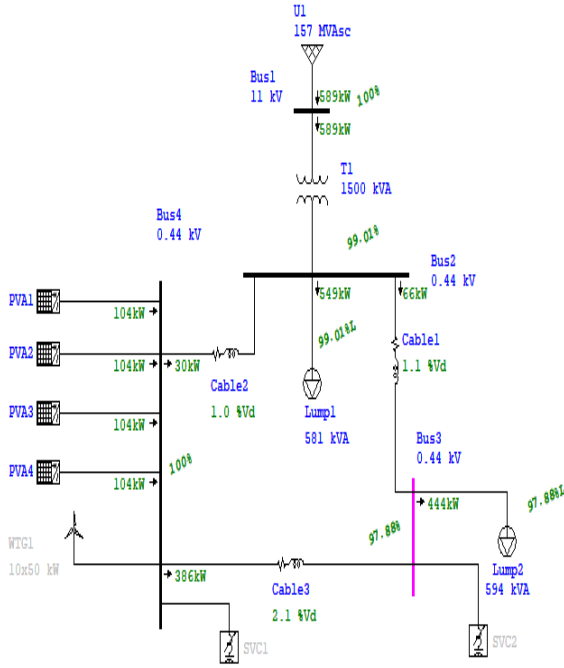 U1
157 MVAsc
Bus1
11 kV
589kW
100%
589kW
T1
1500 kVA
Bus4
0.44 kV
99.01%
Bus2
0.44 kV
PVA1
104kW
549kW
66kW
99.01%L
Cable1
1.1 %Vd
PVA2
104kW
30kW
Cable2
1.0 %Vd
Lump1
581 kVA
PVA3
104kW
Bus3
0.44 kV
PVA4
104kW
100%
444kW
97.88%L
97.88%
WTG1
10x50 kW
386kW
Cable3
2.1 %Vd
Lump2
594 kVA
SVC1
SVC2